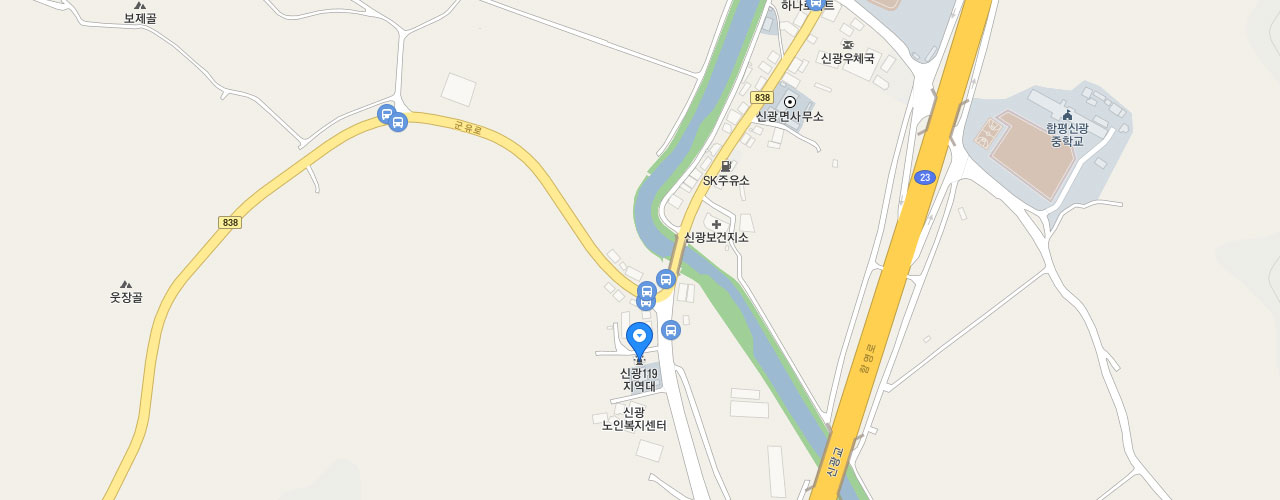 하나로마트
보제골
신광우체국
838
신광면사무소
군유로
함평신광
중학교
SK주유소
23
838
신광보건지소
웃장골
함영로
신광119
지역대
신광
노인복지센터
신광교